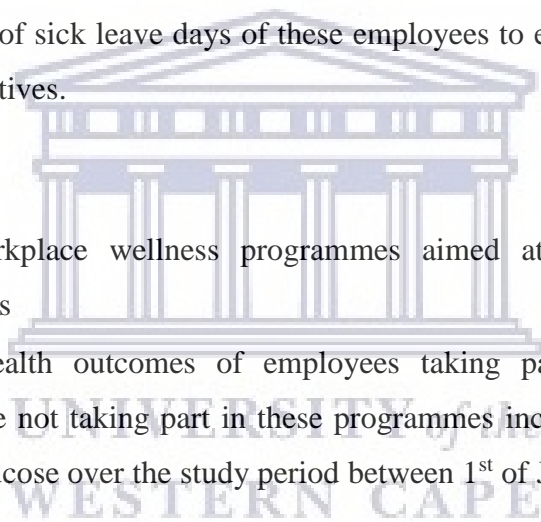 of sick leave days of these employees to e
tives.
rkplace wellness programmes aimed at
s
ealth outcomes of employees taking pa
e not taking part in these programmes inc
UNIVERSITY of the
cose over the study period between 1st of J
WESTERN CAPE